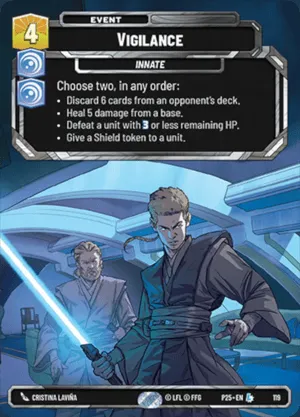 EVENT
4
VIGILANCE
INNATE
Choose two, in any order:
• Discard 6 cards from an opponent's deck.
• Heal 5 damage from a base.
• Defeat a unit with 3 or less remaining HP.
• Give a Shield token to a unit.
CRISTINA LAVIÑA
© LFL © FFG
P25•EN
119